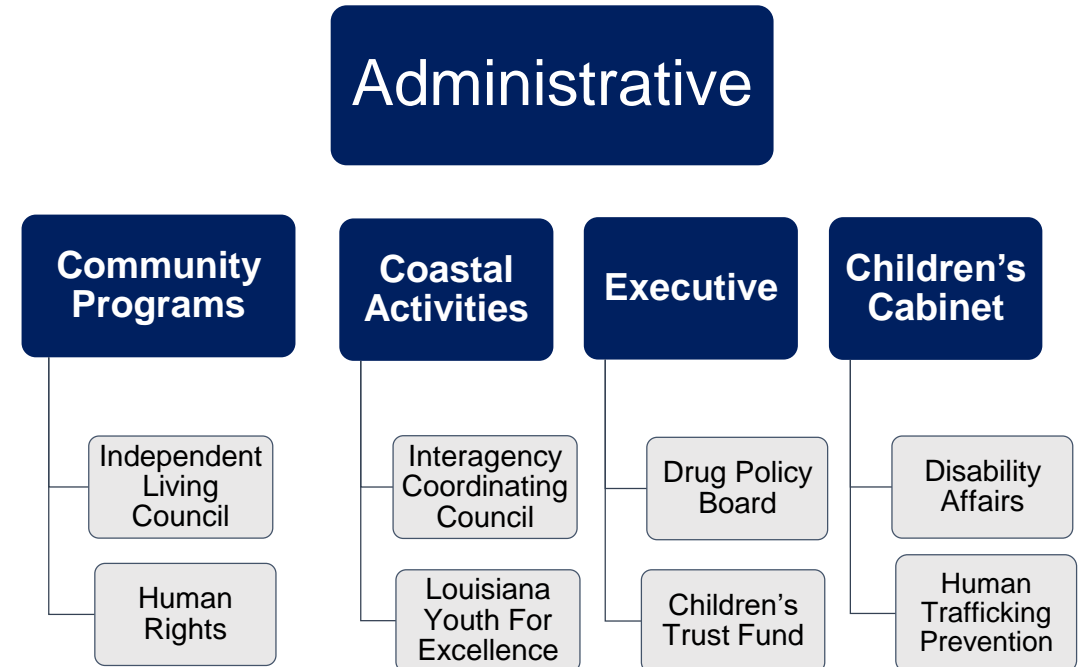 Administrative
Community
Programs
Coastal
Activities
Executive
Children’s
Cabinet
Independent
Living
Council
Interagency
Coordinating
Council
Drug Policy
Board
Disability
Affairs
Human
Rights
Louisiana
Youth For
Excellence
Children’s
Trust Fund
Human
Trafficking
Prevention